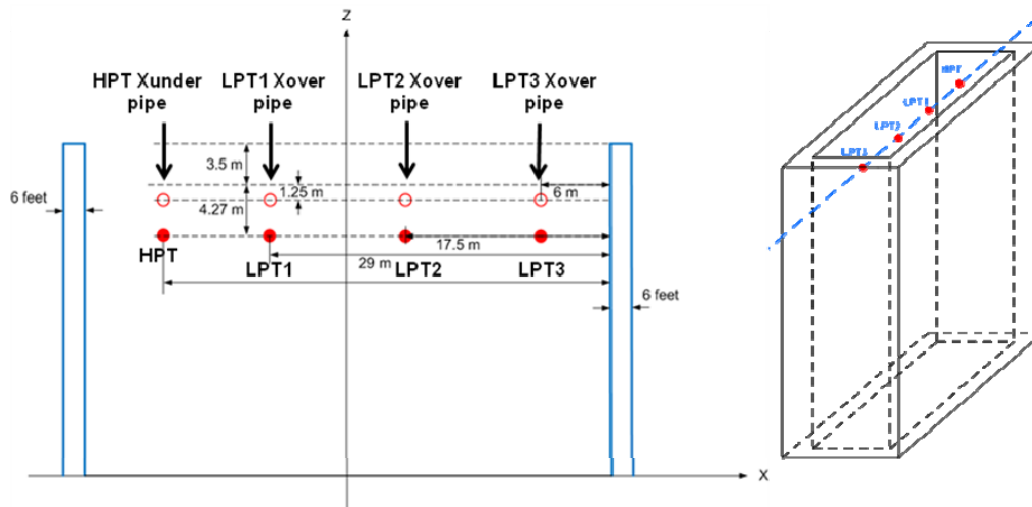 Z
HPT Xunder pipe
LPT1 Xover pipe
LPT2 Xover pipe
LPT3 Xover pipe
3.5 m
1.25 m
6 m
6 feet
4.27 m
17.5 m
HPT
LPT1
LPT2
LPT3
29 m
6 feet
X
HPT
LPT1
LPT2
LPT3